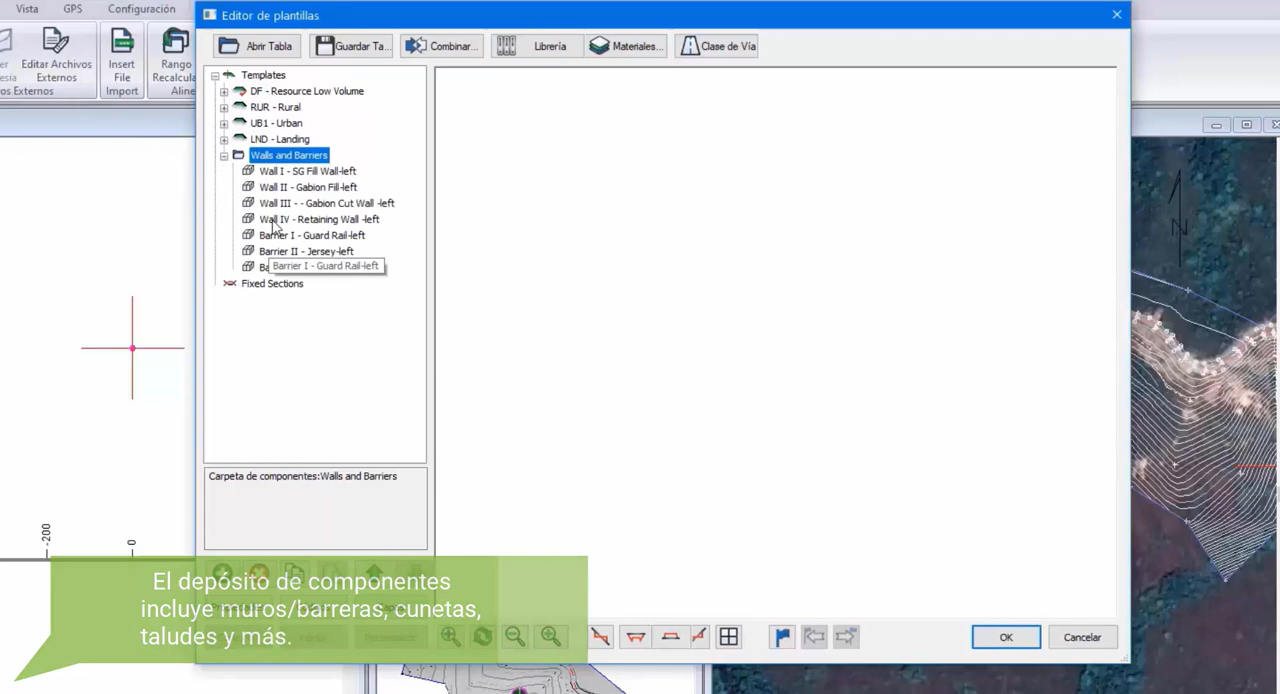 Vista GPS Configuración
Editor de plantillas
Editar Archivos
Externos
Insert
File
Import
Rango
Recalcula
Aline
Abrir Tabla
Guardar Ta...
Combinar...
Librería
Materiales...
Clase de Vía
Templates
DF - Resource Low Volume
RUR - Rural
UB1 - Urban
LND - Landing
Walls and Barriers
Wall I - SG Fill Wall-left
Wall II - Gabion Fill-left
Wall III - - Gabion Cut Wall -left
Wall IV - Retaining Wall -left
Barrier I - Guard Rail-left
Barrier II - Jersey-left
Barrier I - Guard Rail-left
Fixed Sections
N
Carpeta de componentes:Walls and Barriers
-200
0
El depósito de componentes
incluye muros/barreras, cunetas,
taludes y más.
OK
Cancelar